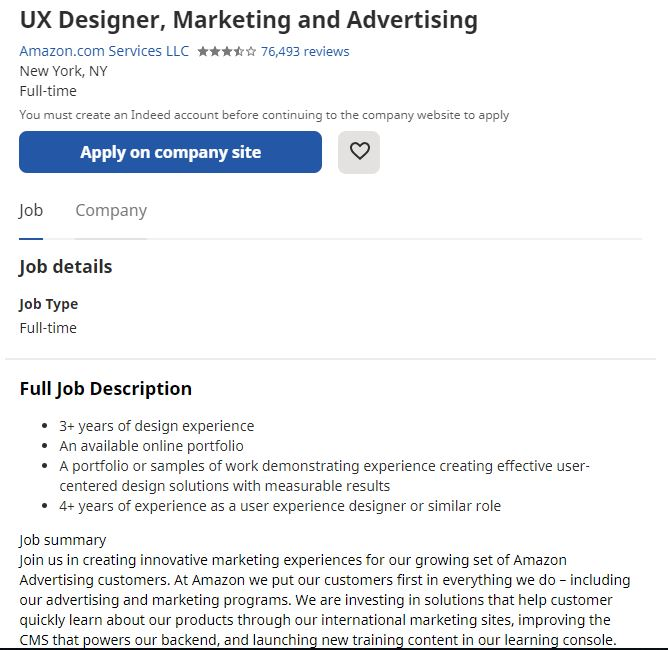 UX Designer, Marketing and Advertising
Amazon.com Services LLC ★★★★☆ 76,493 reviews
New York, NY
Full-time
You must create an Indeed account before continuing to the company website to apply
Apply on company site
Job Company
Job details
Job Type
Full-time
Full Job Description
• 3+ years of design experience
• An available online portfolio
• A portfolio or samples of work demonstrating experience creating effective user-
centered design solutions with measurable results
• 4+ years of experience as a user experience designer or similar role
Job summary
Join us in creating innovative marketing experiences for our growing set of Amazon
Advertising customers. At Amazon we put our customers first in everything we do – including
our advertising and marketing programs. We are investing in solutions that help customer
quickly learn about our products through our international marketing sites, improving the
CMS that powers our backend, and launching new training content in our learning console.